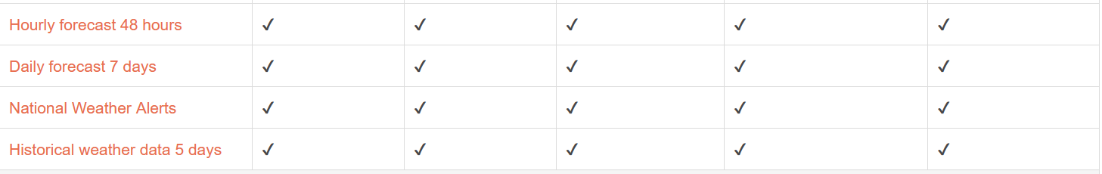 Hourly forecast 48 hours ✓ ✓ ✓ ✓ ✓
Daily forecast 7 days ✓ ✓ ✓ ✓ ✓
National Weather Alerts ✓ ✓ ✓ ✓ ✓
Historical weather data 5 days ✓ ✓ ✓ ✓ ✓